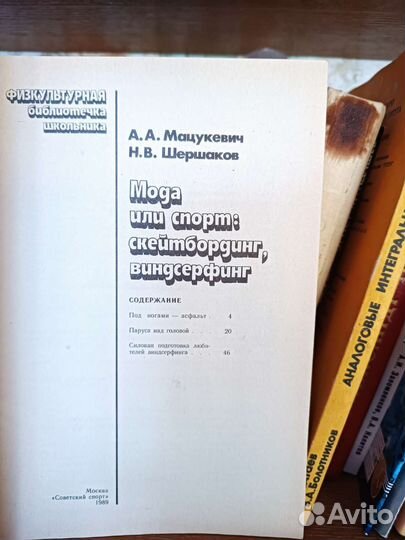 ФИЗКУЛЬТУРНАЯ
библиотечка
школьника
А. А. Мацукевич
Н. В. Шершаков
Мода
или спорт:
скейтбординг,
виндсерфинг
СОДЕРЖАНИЕ
Под ногами — асфальт . 4
Паруса над головой . . . . 20
Силовая подготовка люби-
телей виндсерфинга . . . 46
Москва
«Советский спорт»
1989
АНАЛОГОВЫЕ ИНТЕГРАЛЬ
В.А.Болотников
Avito